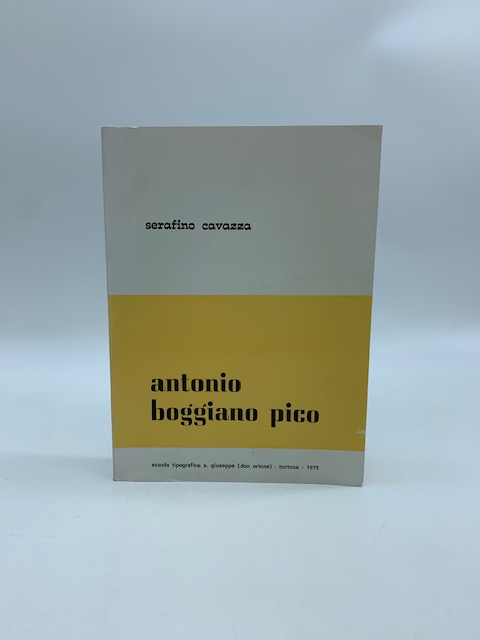 serafino cavazza
antonio
boggiano pico
scuola tipografica s. giuseppe (don orione) - tortona - 1975